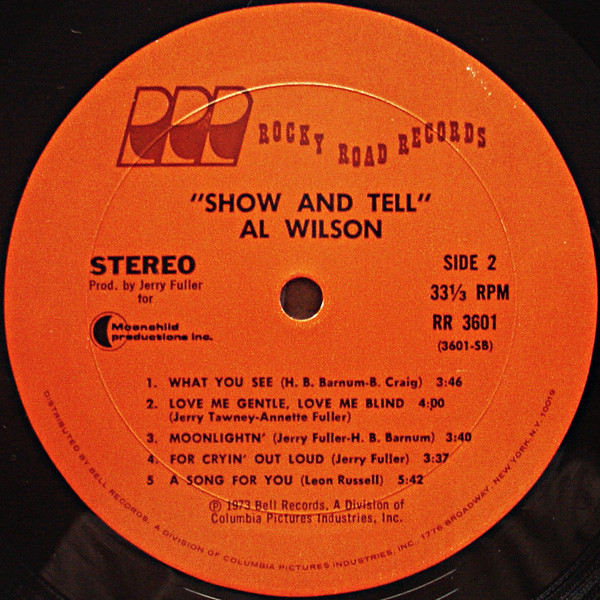 ROCKY ROAD RECORDS
"SHOW AND TELL"
AL WILSON
STEREO
Prod. by Jerry Fuller
for
Moonchild
productions inc.
SIDE 2
33⅓ RPM
RR 3601
(3601-SB)
1. WHAT YOU SEE (H. B. Barnum-B. Craig) 3:46
2. LOVE ME GENTLE, LOVE ME BLIND 4:00
(Jerry Tawney-Annette Fuller)
3. MOONLIGHTN' (Jerry Fuller-H. B. Barnum) 3:40
4. FOR CRYIN' OUT LOUD (Jerry Fuller) 3:37
5 A SONG FOR YOU (Leon Russell) 5:42
℗ 1973 Bell Records, A Division of
Columbia Pictures Industries, Inc.
DISTRIBUTED BY BELL RECORDS, A DIVISION OF COLUMBIA PICTURES INDUSTRIES, INC., 1776 BROADWAY, NEW YORK, N.Y. 10019